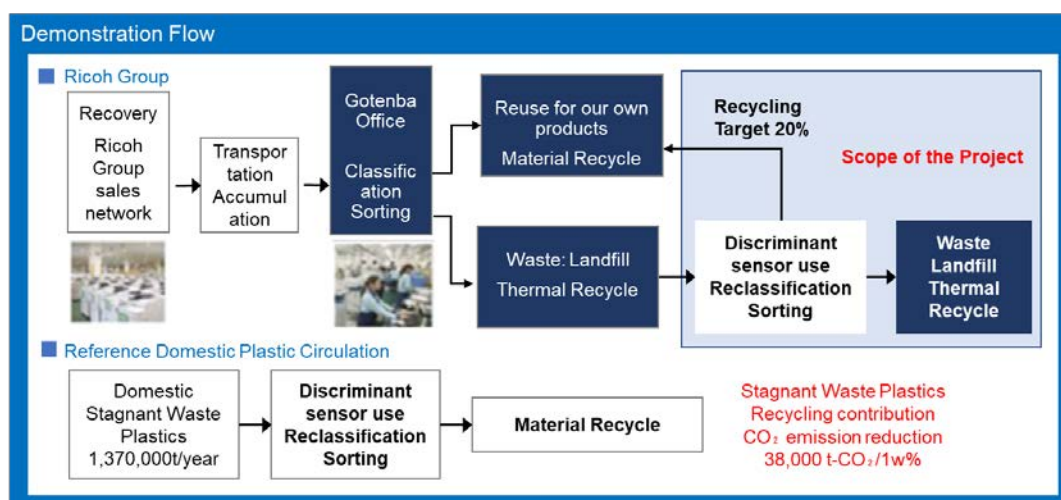 Demonstration Flow
Ricoh Group
Recovery
Ricoh
Group
sales
network
Transpor
tation
Accumul
ation
Gotenba
Office
Classific
ation
Sorting
Reuse for our own
products
Material Recycle
Waste: Landfill
Thermal Recycle
Recycling
Target 20%
Scope of the Project
Discriminant
sensor use
Reclassification
Sorting
Waste
Landfill
Thermal
Recycle
Reference Domestic Plastic Circulation
Domestic
Stagnant Waste
Plastics
1,370,000t/year
Discriminant
sensor use
Reclassification
Sorting
Material Recycle
Stagnant Waste Plastics
Recycling contribution
CO₂ emission reduction
38,000 t-CO₂/1w%